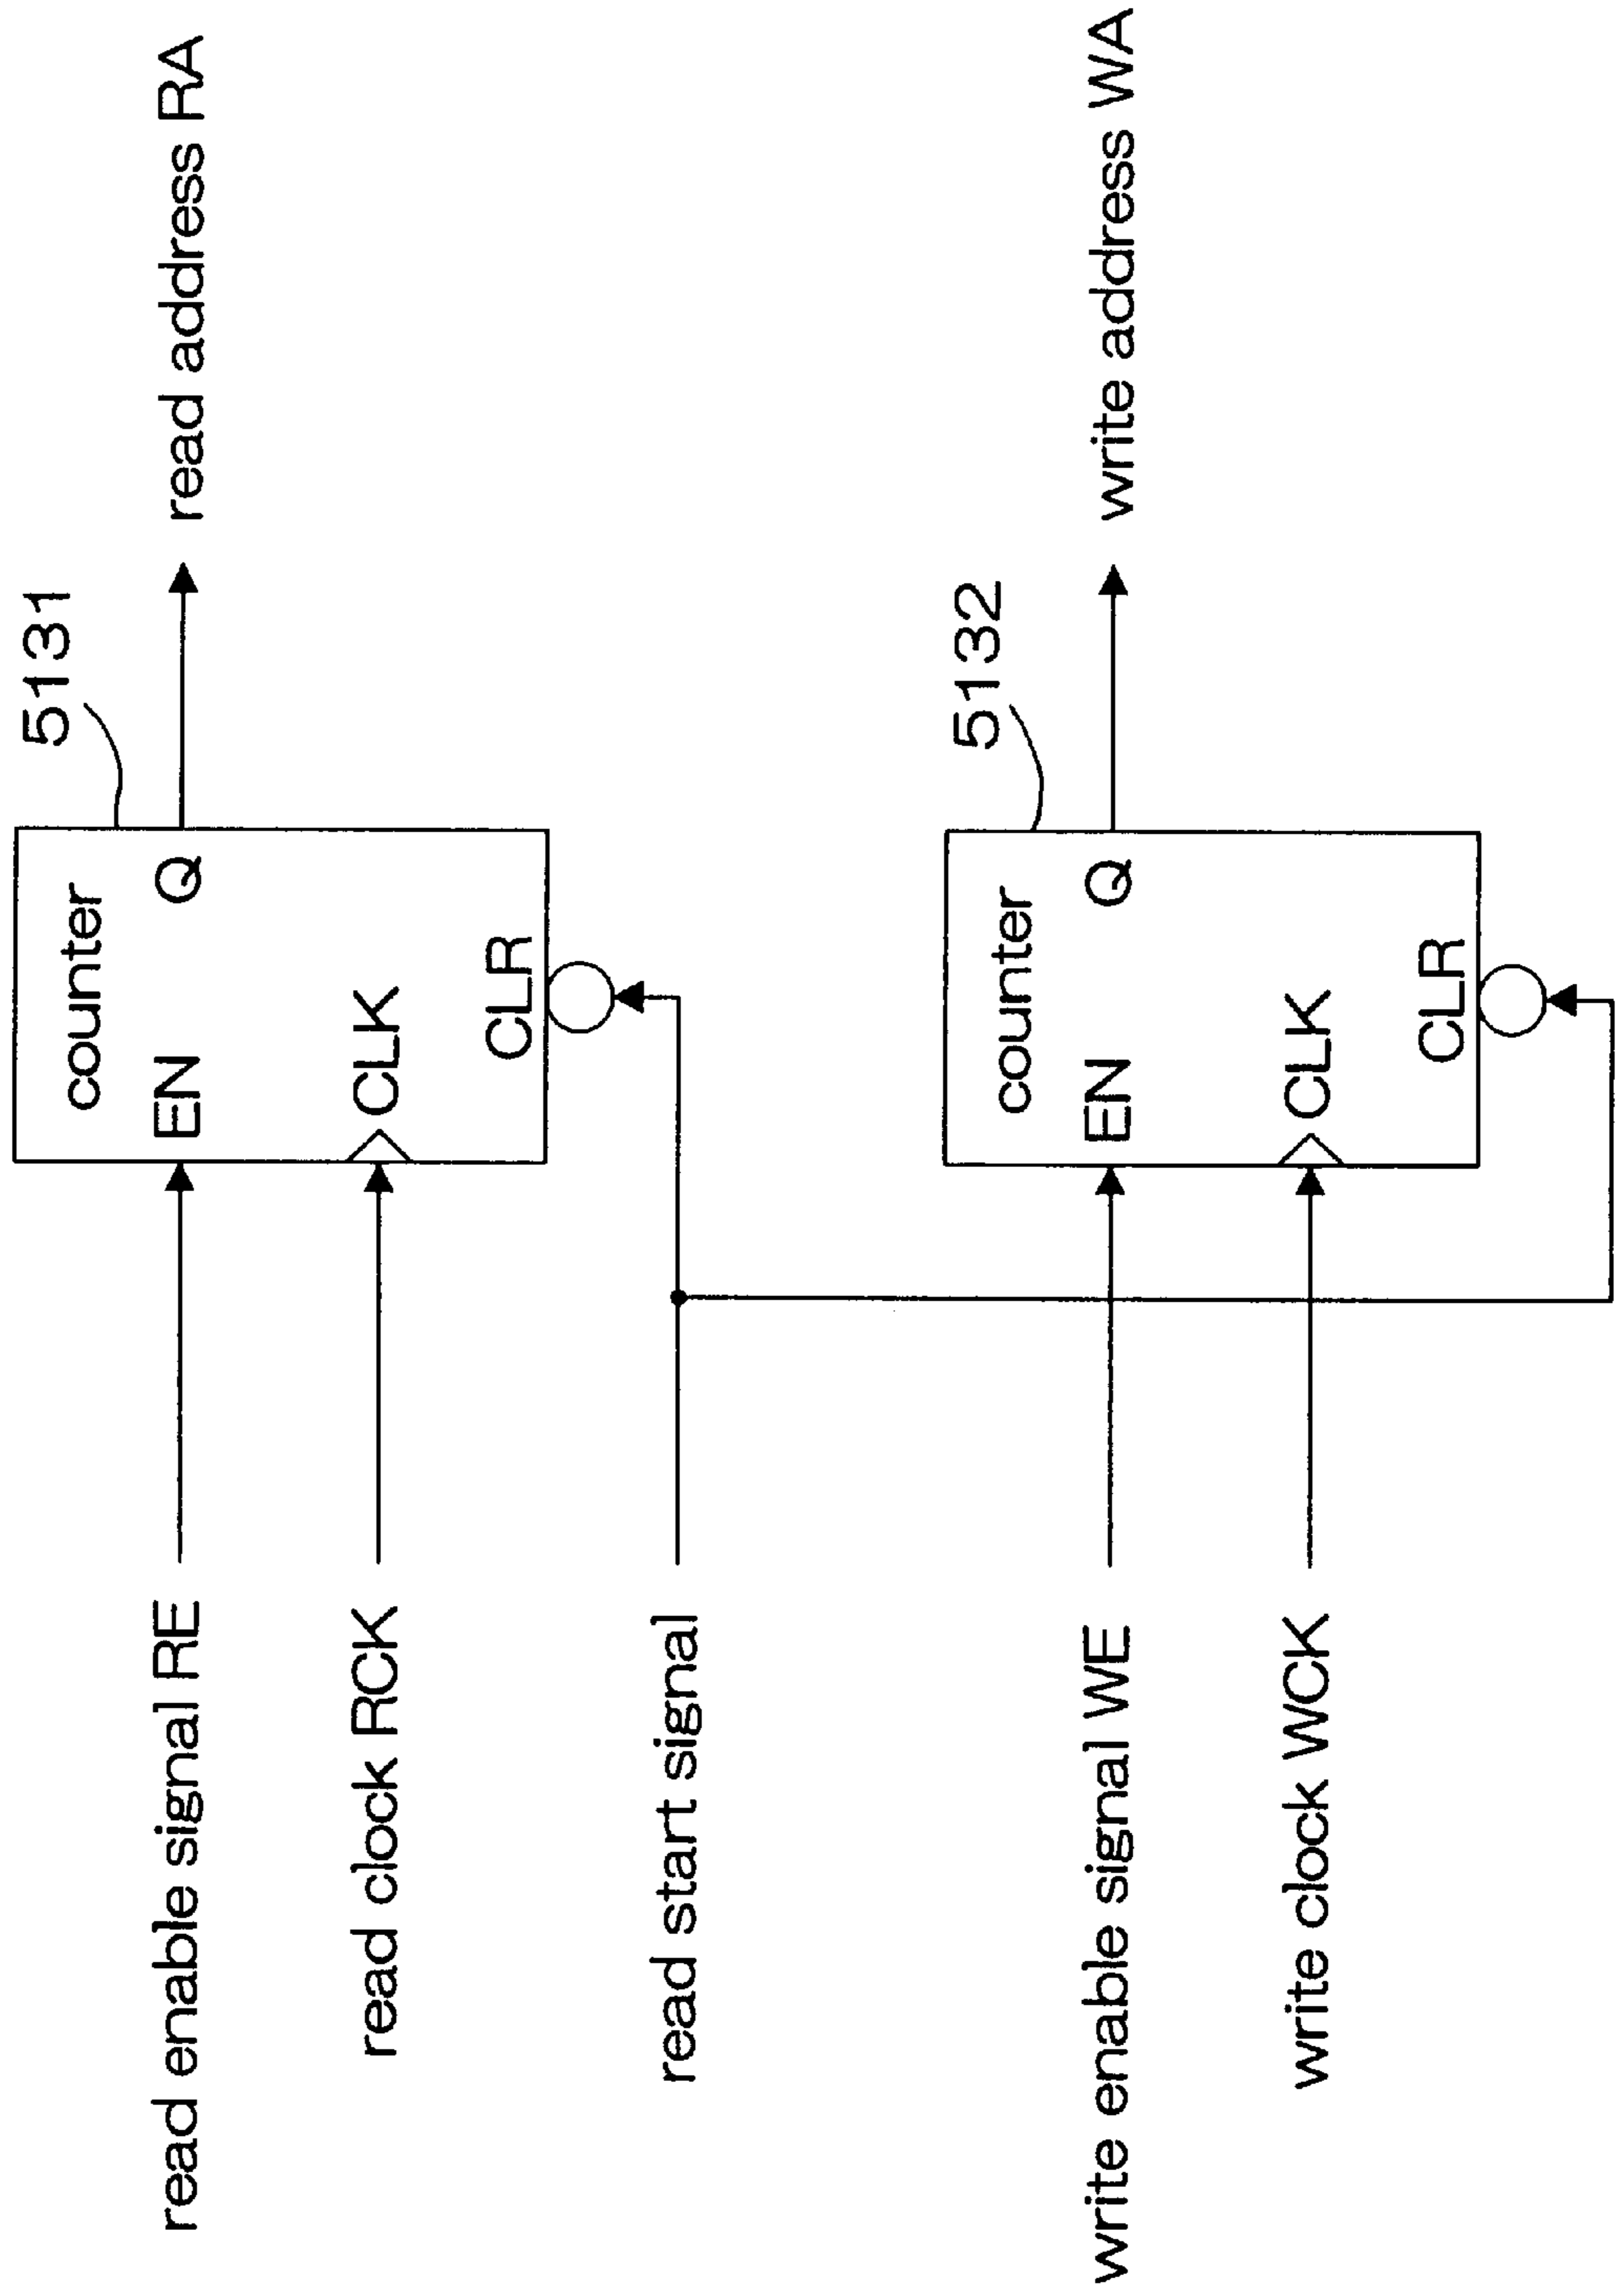 5131
counter
read enable signal RE
EN
Q
read address RA
read clock RCK
CLK
CLR
read start signal
5132
counter
write enable signal WE
EN
Q
write address WA
write clock WCK
CLK
CLR